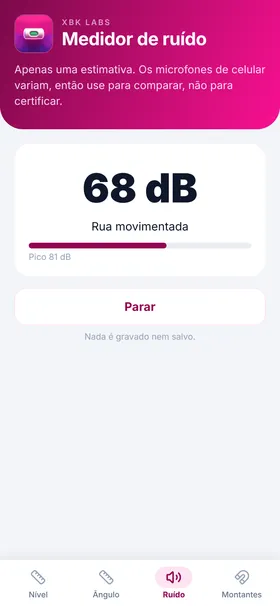 XBK LABS
Medidor de ruído
Apenas uma estimativa. Os microfones de celular
variam, então use para comparar, não para
certificar.
68 dB
Rua movimentada
Pico 81 dB
Parar
Nada é gravado nem salvo.
Nível
Ângulo
Ruído
Montantes